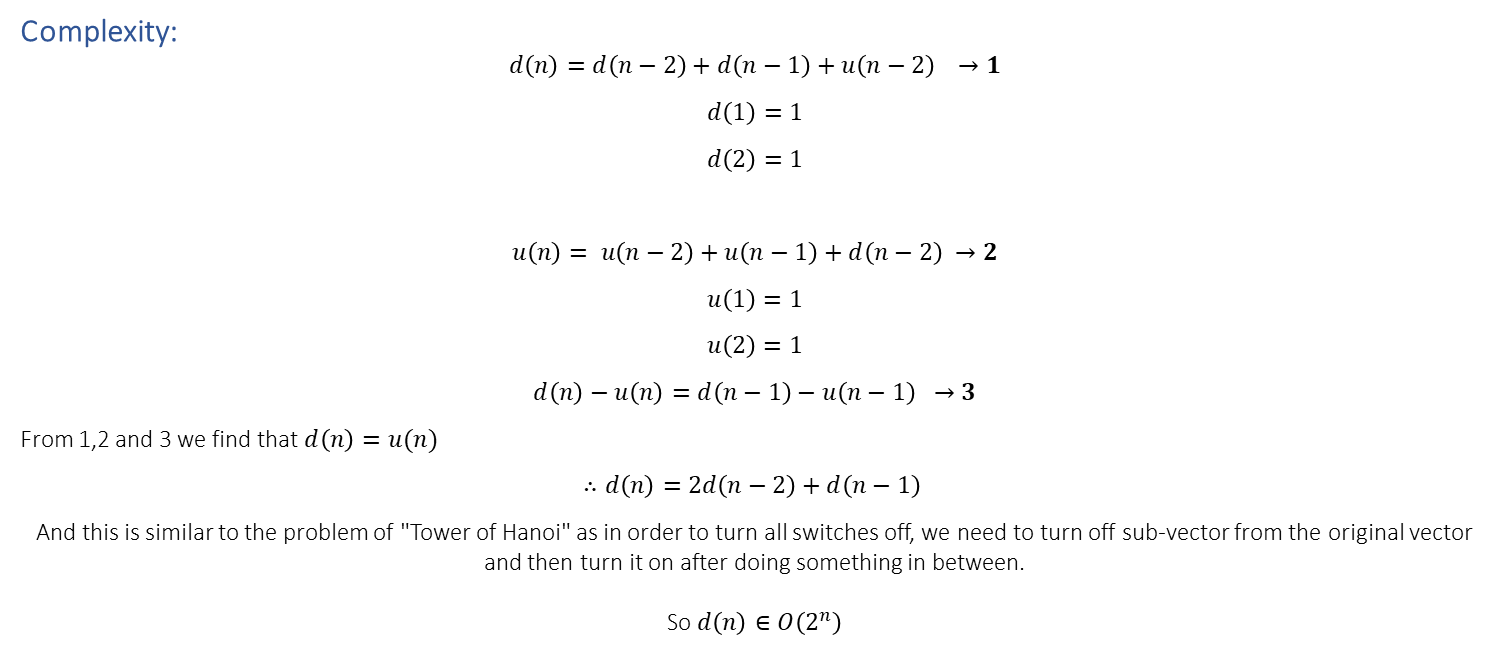 Complexity:
d(n) = d(n − 2) + d(n − 1) + u(n − 2) → 1
d(1) = 1
d(2) = 1
u(n) = u(n − 2) + u(n − 1) + d(n − 2) → 2
u(1) = 1
u(2) = 1
d(n) − u(n) = d(n − 1) − u(n − 1) → 3
From 1,2 and 3 we find that d(n) = u(n)
∴ d(n) = 2d(n − 2) + d(n − 1)
And this is similar to the problem of "Tower of Hanoi" as in order to turn all switches off, we need to turn off sub-vector from the original vector
and then turn it on after doing something in between.
So d(n) ∈ O(2ⁿ)